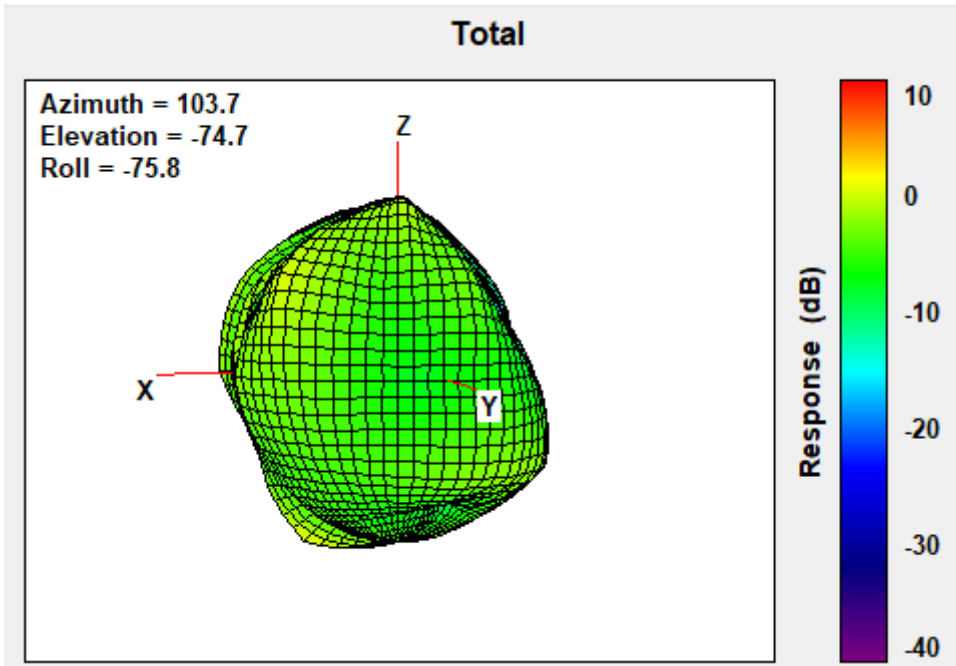 Total
Azimuth = 103.7
Elevation = -74.7
Roll = -75.8
Z
X
Y
10
0
-10
-20
-30
-40
Response (dB)